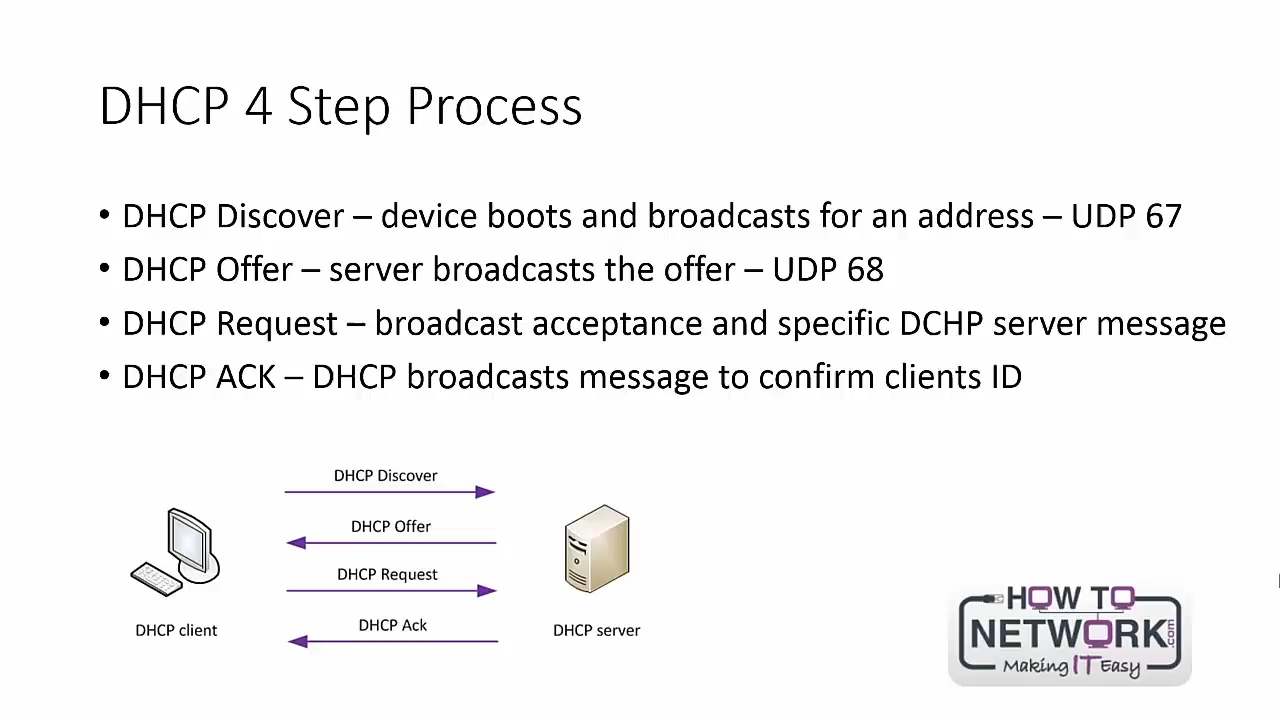 DHCP 4 Step Process
• DHCP Discover – device boots and broadcasts for an address – UDP 67
• DHCP Offer – server broadcasts the offer – UDP 68
• DHCP Request – broadcast acceptance and specific DCHP server message
• DHCP ACK – DHCP broadcasts message to confirm clients ID
DHCP Discover
DHCP Offer
DHCP Request
DHCP Ack
DHCP client
DHCP server
HOW TO
NETWORK.com
Making IT Easy